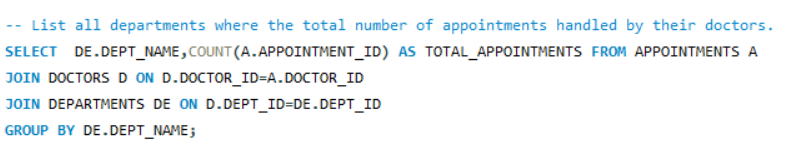 -- List all departments where the total number of appointments handled by their doctors.
SELECT  DE.DEPT_NAME,COUNT(A.APPOINTMENT_ID) AS TOTAL_APPOINTMENTS FROM APPOINTMENTS A
JOIN DOCTORS D ON D.DOCTOR_ID=A.DOCTOR_ID
JOIN DEPARTMENTS DE ON D.DEPT_ID=DE.DEPT_ID
GROUP BY DE.DEPT_NAME;